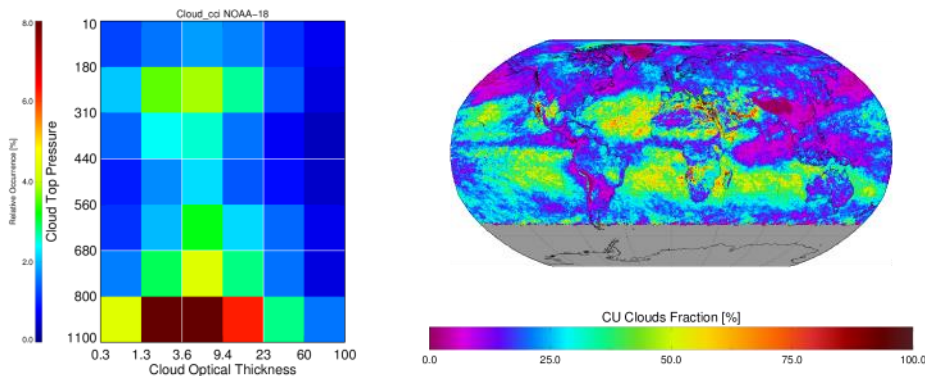 Cloud_cci NOAA-18
8.0
6.0
4.0
2.0
0.0
Relative Occurrence [%]
Cloud Top Pressure
10
180
310
440
560
680
800
1100
0.3 1.3 3.6 9.4 23 60 100
Cloud Optical Thickness
CU Clouds Fraction [%]
0.0 25.0 50.0 75.0 100.0